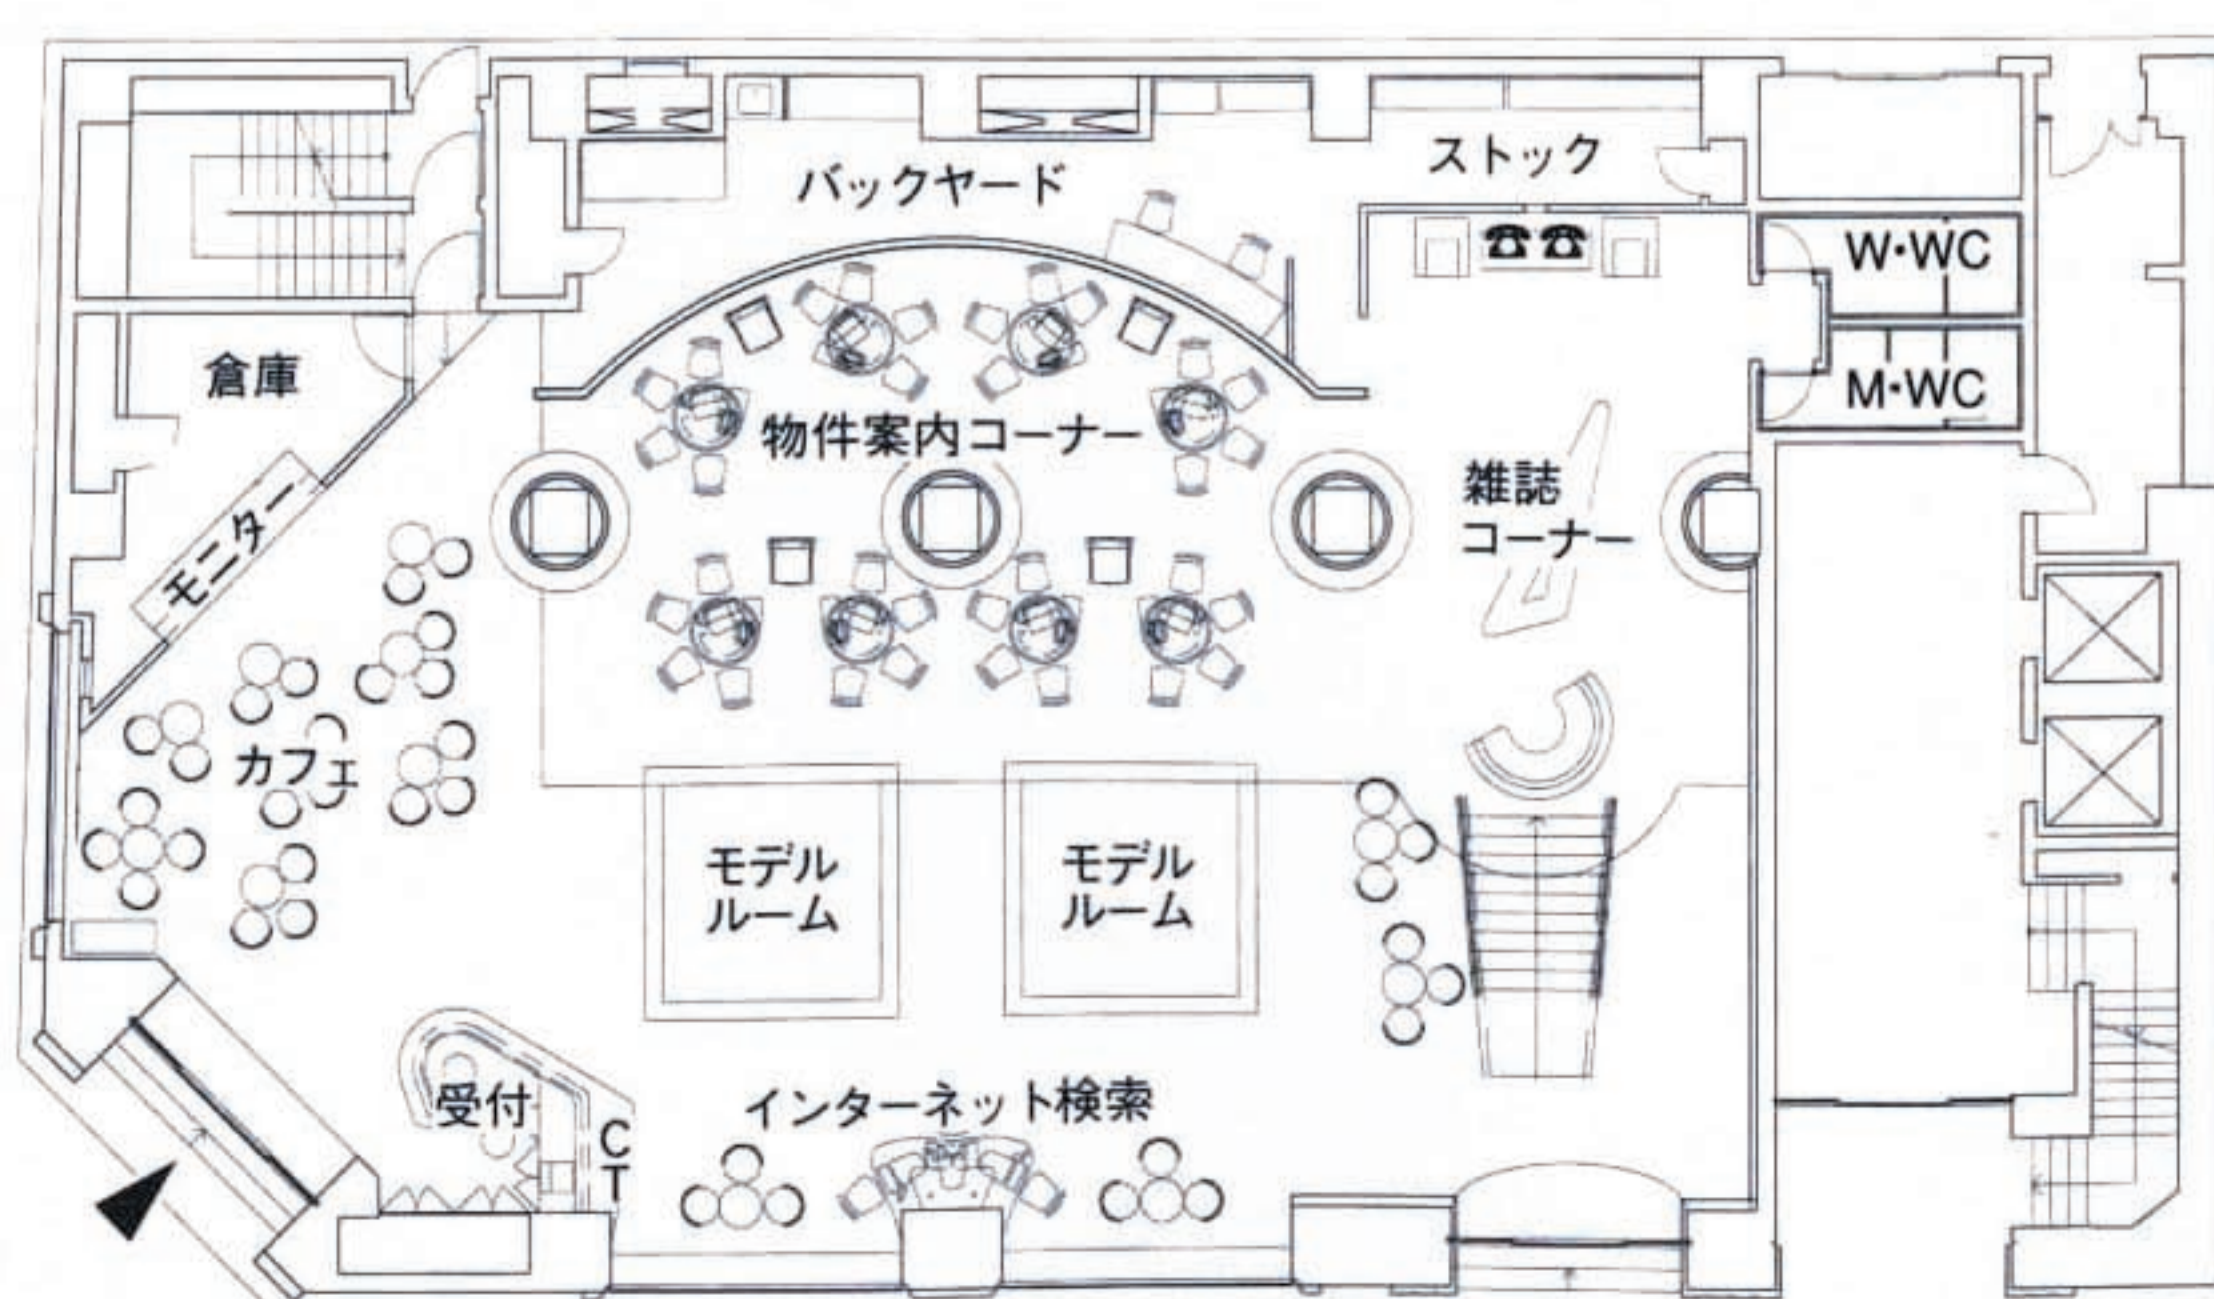 バックヤード
ストック
W・WC
倉庫
M・WC
物件案内コーナー
雑誌
コーナー
モニター
カフェ
モデル
ルーム
モデル
ルーム
受付
インターネット検索
C
T